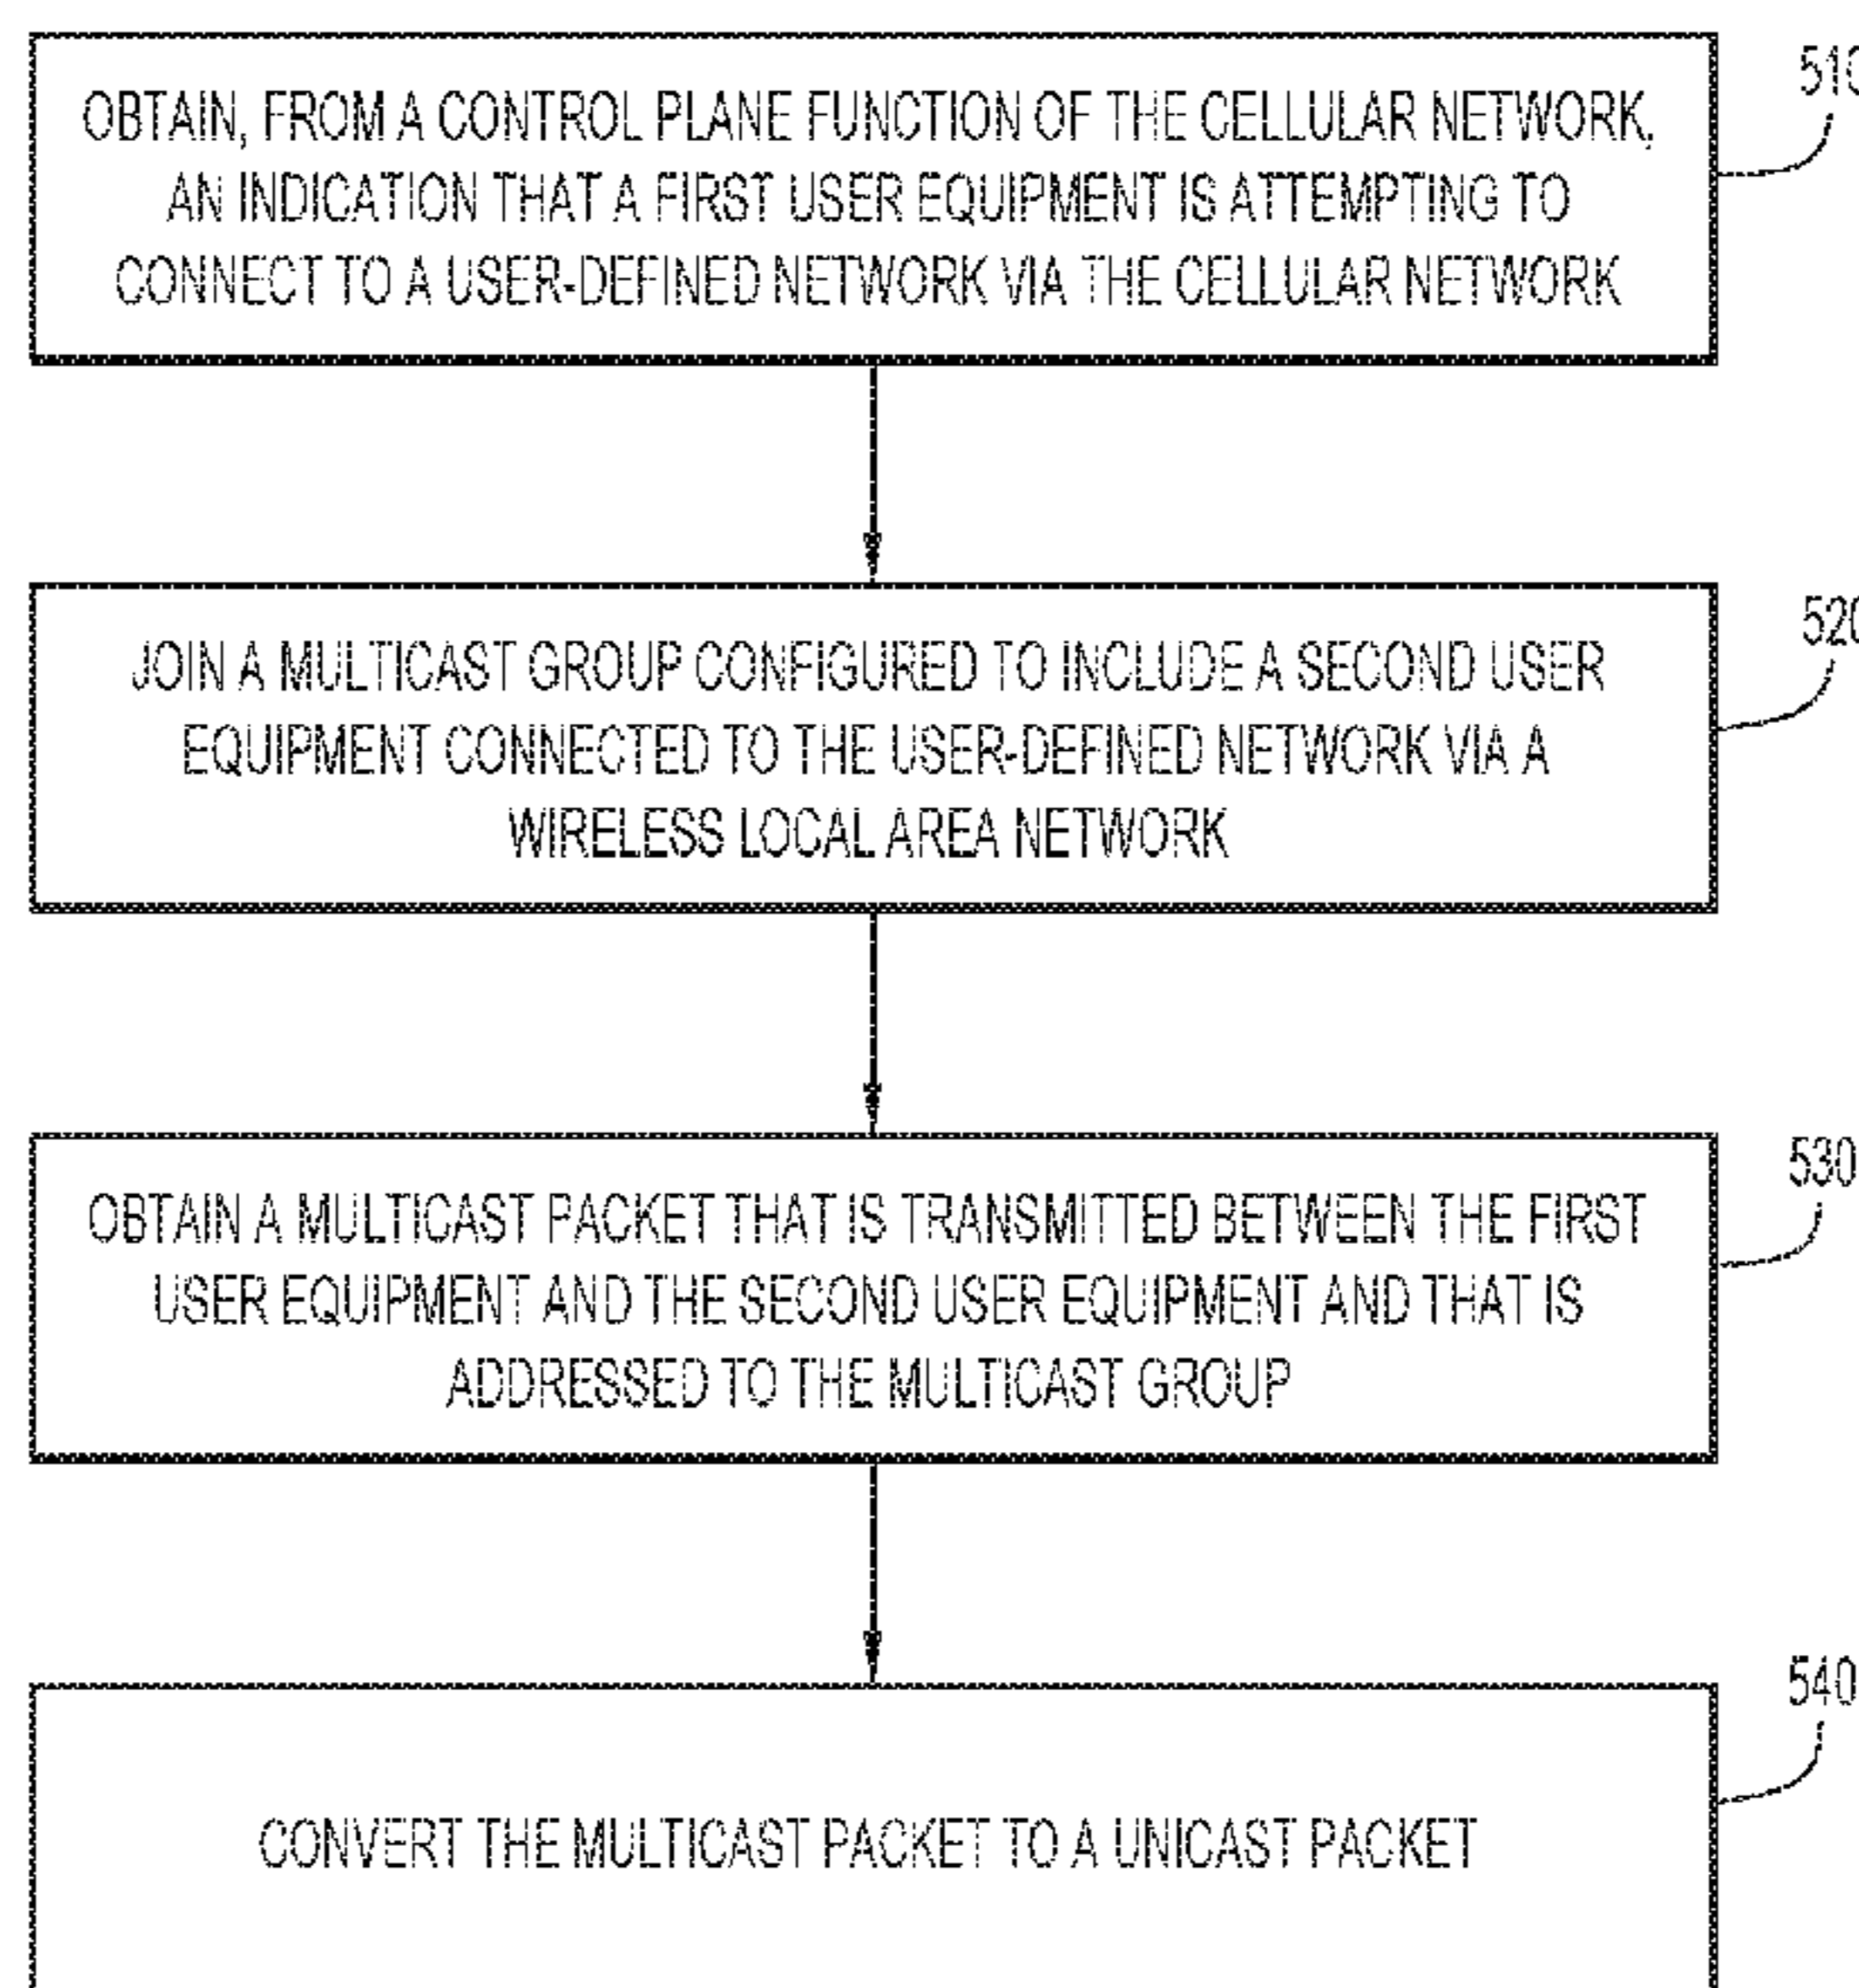 510
OBTAIN, FROM A CONTROL PLANE FUNCTION OF THE CELLULAR NETWORK,
AN INDICATION THAT A FIRST USER EQUIPMENT IS ATTEMPTING TO
CONNECT TO A USER-DEFINED NETWORK VIA THE CELLULAR NETWORK
520
JOIN A MULTICAST GROUP CONFIGURED TO INCLUDE A SECOND USER
EQUIPMENT CONNECTED TO THE USER-DEFINED NETWORK VIA A
WIRELESS LOCAL AREA NETWORK
530
OBTAIN A MULTICAST PACKET THAT IS TRANSMITTED BETWEEN THE FIRST
USER EQUIPMENT AND THE SECOND USER EQUIPMENT AND THAT IS
ADDRESSED TO THE MULTICAST GROUP
540
CONVERT THE MULTICAST PACKET TO A UNICAST PACKET